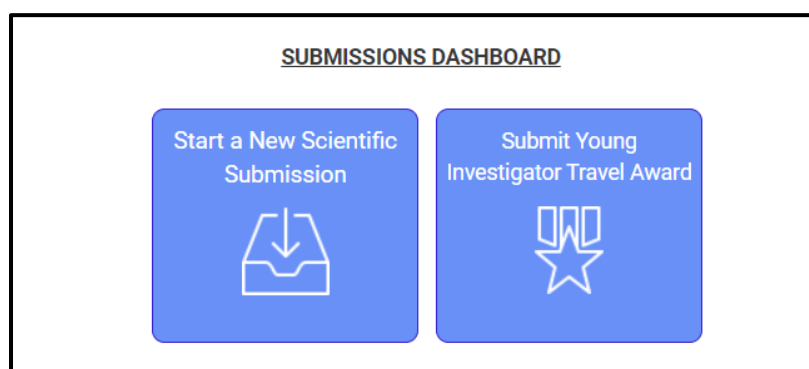 SUBMISSIONS DASHBOARD
Start a New Scientific
Submission
Submit Young
Investigator Travel Award